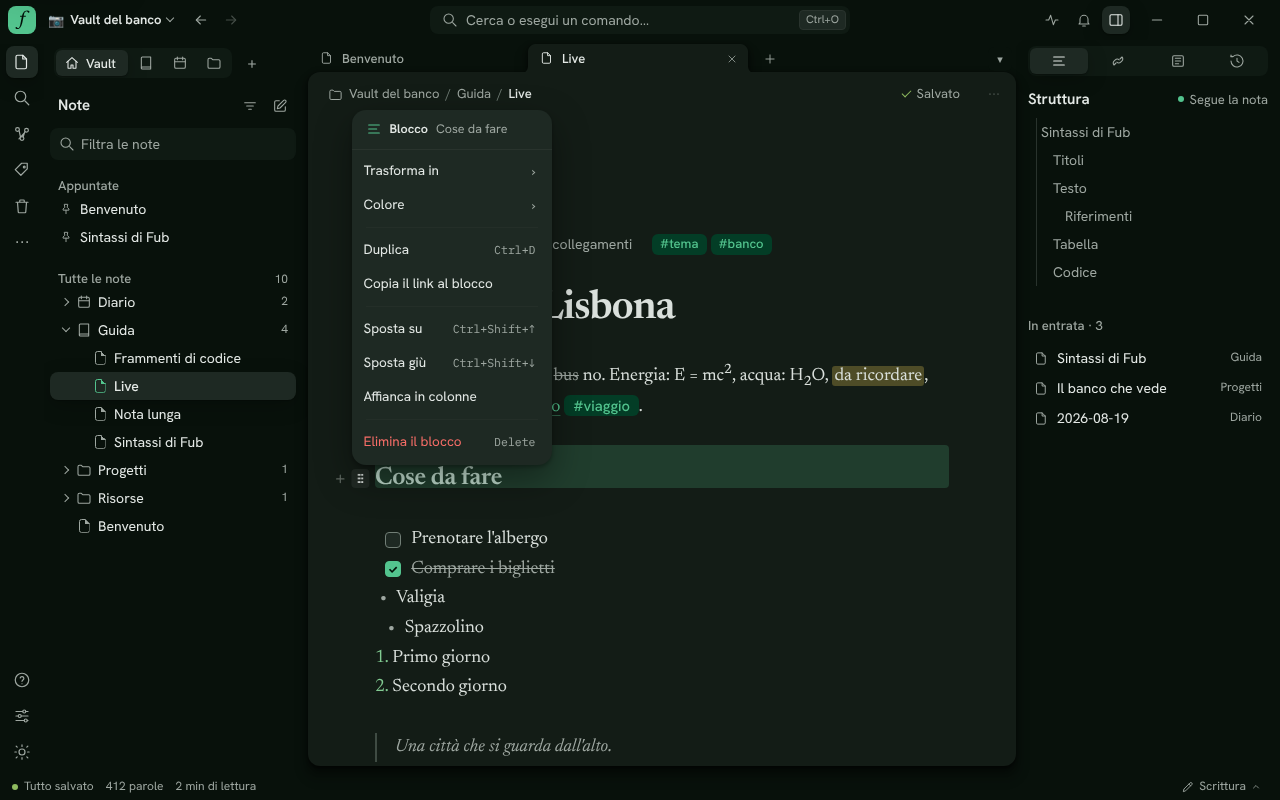 Vault del banco
Cerca o esegui un comando…
Ctrl+O
Vault
Benvenuto
Live
Note
Filtra le note
Appuntate
Benvenuto
Sintassi di Fub
Tutte le note 10
Diario 2
Guida 4
Frammenti di codice
Live
Nota lunga
Sintassi di Fub
Progetti 1
Risorse 1
Benvenuto
Vault del banco / Guida / Live
Salvato
Blocco Cose da fare
Trasforma in
Colore
Duplica Ctrl+D
Copia il link al blocco
Sposta su Ctrl+Shift+↑
Sposta giù Ctrl+Shift+↓
Affianca in colonne
Elimina il blocco Delete
collegamenti #tema #banco
Lisbona
bus no. Energia: E = mc², acqua: H₂O, da ricordare,
o #viaggio.
Cose da fare
Prenotare l'albergo
Comprare i biglietti
• Valigia
• Spazzolino
1. Primo giorno
2. Secondo giorno
Una città che si guarda dall'alto.
Struttura
Segue la nota
Sintassi di Fub
Titoli
Testo
Riferimenti
Tabella
Codice
In entrata · 3
Sintassi di Fub Guida
Il banco che vede Progetti
2026-08-19 Diario
Tutto salvato 412 parole 2 min di lettura
Scrittura